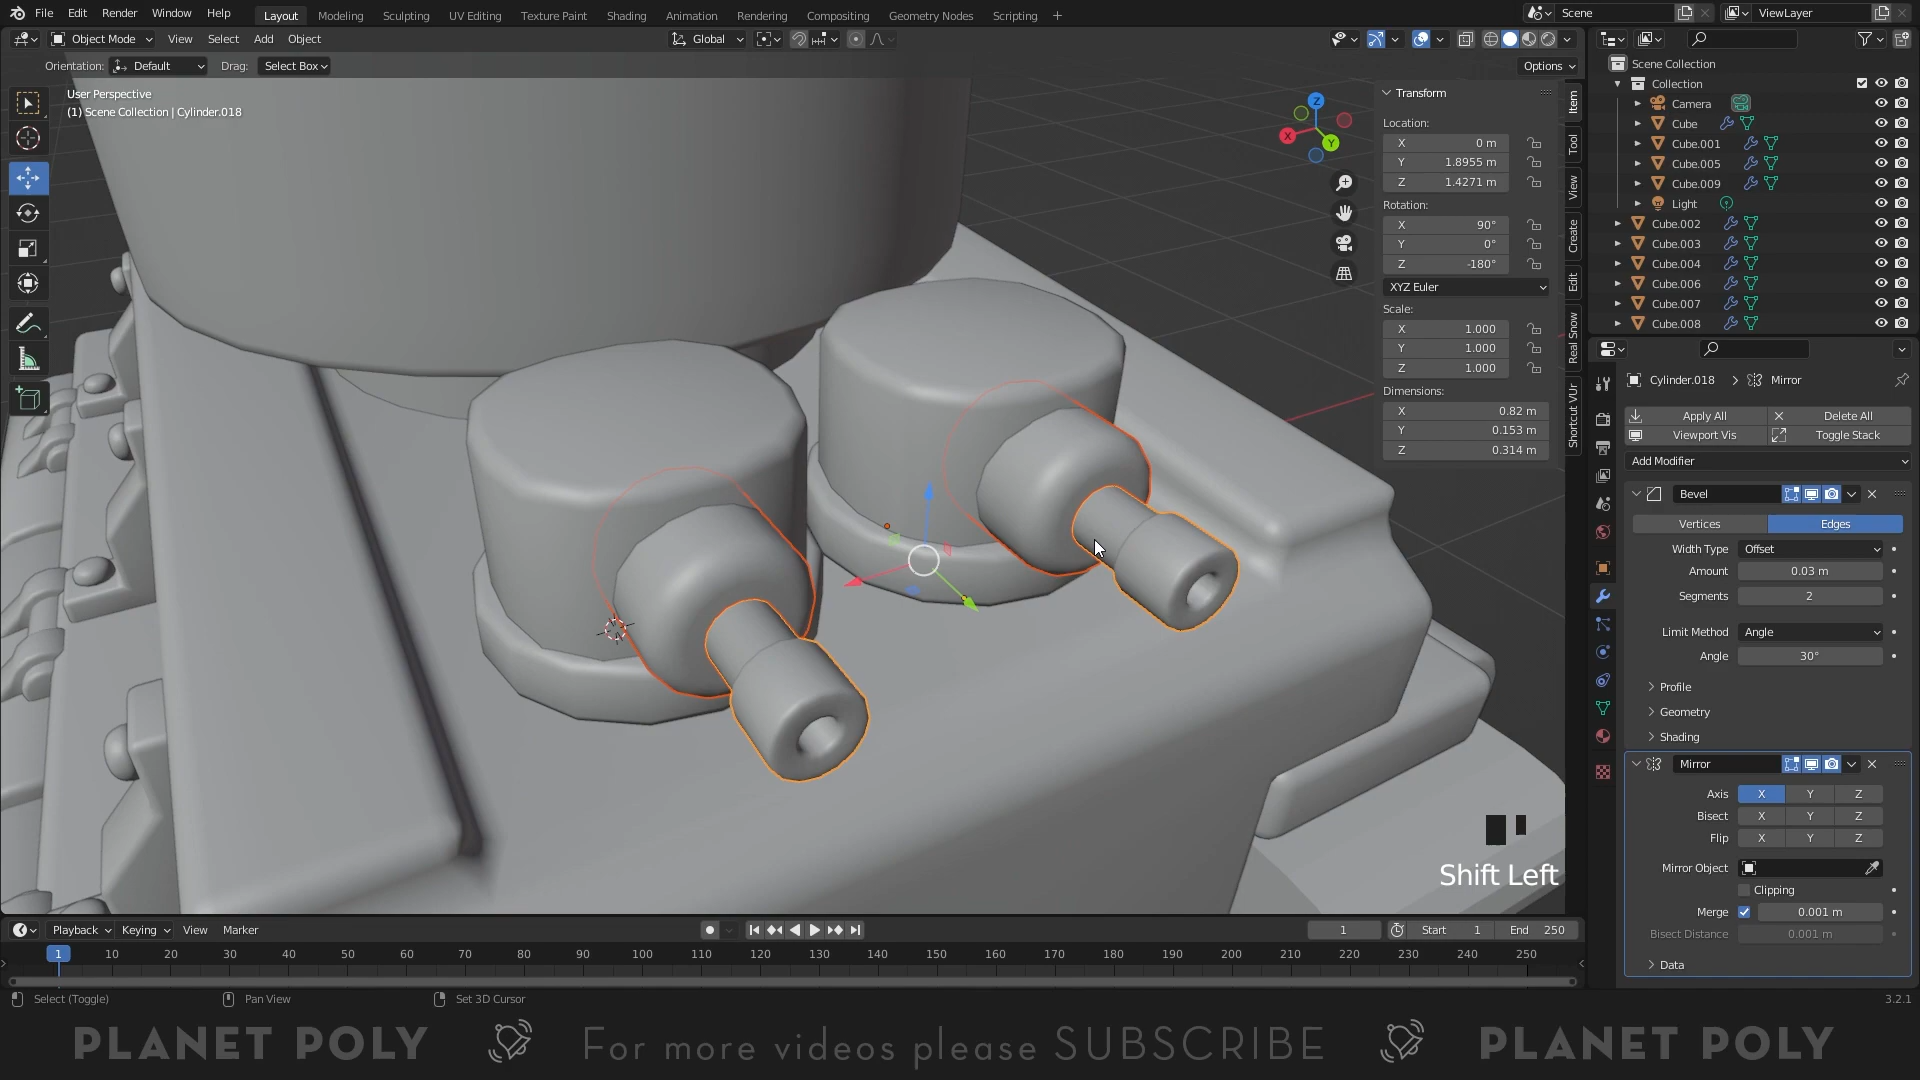 File Edit Render Window Help Layout Modeling Sculpting UV Editing Texture Paint Shading Animation Rendering Compositing Geometry Nodes Scripting + Scene ViewLayer
Object Mode View Select Add Object Global
Orientation: Default Drag: Select Box Options
User Perspective
(1) Scene Collection | Cylinder.018
Z
X
Y
Transform
Location:
X 0 m
Y 1.8955 m
Z 1.4271 m
Rotation:
X 90°
Y 0°
Z -180°
XYZ Euler
Scale:
X 1.000
Y 1.000
Z 1.000
Dimensions:
X 0.82 m
Y 0.153 m
Z 0.314 m
Item
Tool
View
Create
Edit
Real Snow
Shortcut VUr
Scene Collection
Collection
Camera
Cube
Cube.001
Cube.005
Cube.009
Light
Cube.002
Cube.003
Cube.004
Cube.006
Cube.007
Cube.008
Cylinder.018 > Mirror
Apply All Delete All
Viewport Vis Toggle Stack
Add Modifier
Bevel
Vertices Edges
Width Type Offset
Amount 0.03 m
Segments 2
Limit Method Angle
Angle 30°
Profile
Geometry
Shading
Mirror
Axis X Y Z
Bisect X Y Z
Flip X Y Z
Mirror Object
Clipping
Merge 0.001 m
Bisect Distance 0.001 m
Data
Shift Left
Playback Keying View Marker 1 Start 1 End 250
1 10 20 30 40 50 60 70 80 90 100 110 120 130 140 150 160 170 180 190 200 210 220 230 240 250
Select (Toggle) Pan View Set 3D Cursor 3.2.1
PLANET POLY For more videos please SUBSCRIBE PLANET POLY